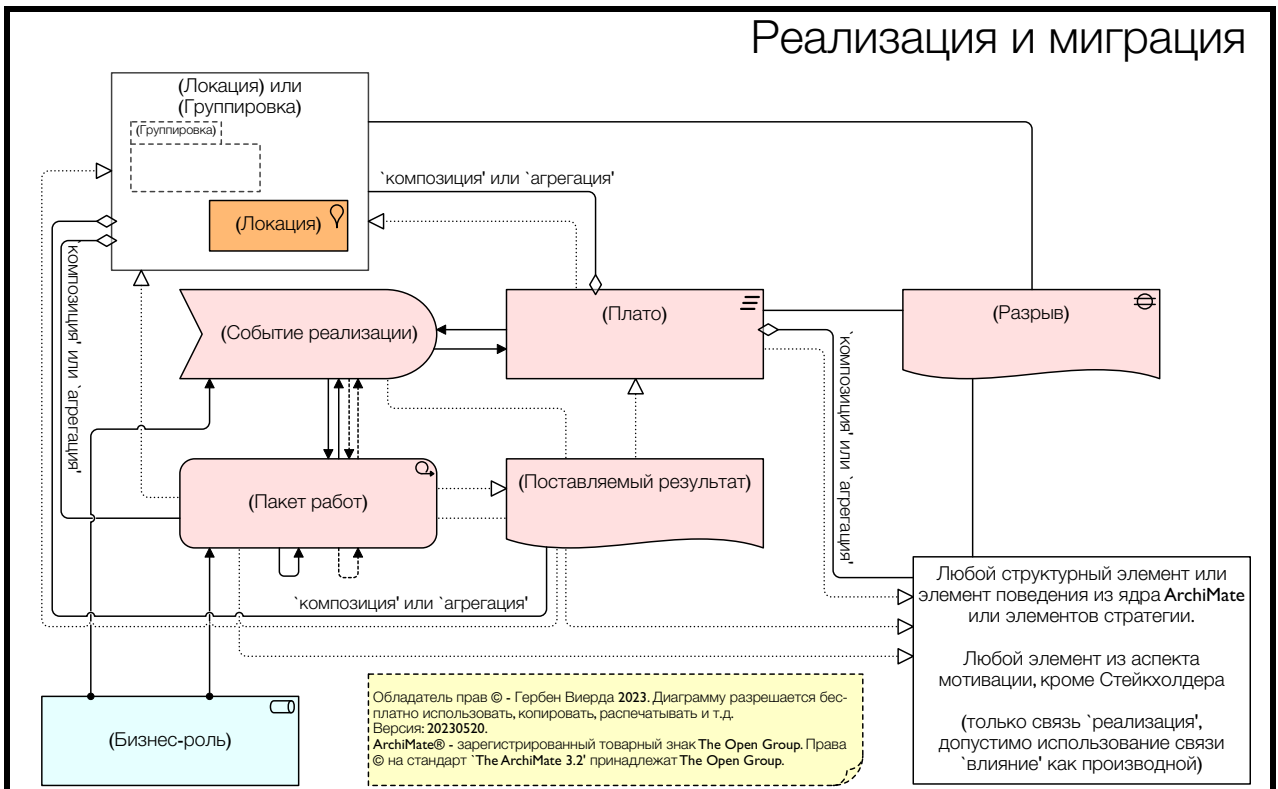 Реализация и миграция
(Локация) или
(Группировка)
(Группировка)
(Локация)
`композиция' или `агрегация'
`композиция' или `агрегация'
(Событие реализации)
(Плато)
(Разрыв)
`композиция' или `агрегация'
(Пакет работ)
(Поставляемый результат)
`композиция' или `агрегация'
Любой структурный элемент или
элемент поведения из ядра ArchiMate
или элементов стратегии.
Любой элемент из аспекта
мотивации, кроме Стейкхолдера
(только связь `реализация',
допустимо использование связи
`влияние' как производной)
(Бизнес-роль)
Обладатель прав © - Гербен Виерда 2023. Диаграмму разрешается бес-
платно использовать, копировать, распечатывать и т.д.
Версия: 20230520.
ArchiMate® - зарегистрированный товарный знак The Open Group. Права
© на стандарт `The ArchiMate 3.2' принадлежат The Open Group.